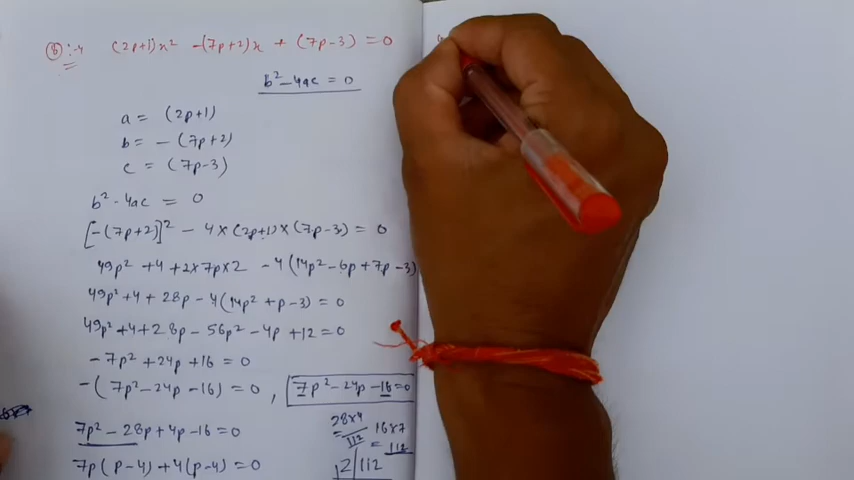 (8):→ (2p+1)x² -(7p+2)x + (7p-3) = 0
b²-4ac = 0
a = (2p+1)
b = -(7p+2)
c = (7p-3)
b²-4ac = 0
[-(7p+2)]² - 4×(2p+1)×(7p-3) = 0
49p² +4 +2×7p×2 -4(14p²-6p+7p-3)
49p²+4+28p-4(14p²+p-3) = 0
49p²+4+28p-56p²-4p+12=0
-7p²+24p+16=0
-(7p²-24p-16)=0, 7p²-24p-16=0
7p²-28p+4p-16=0
28×4
= 112
16×7
= 112
7p(p-4)+4(p-4)=0
2|112